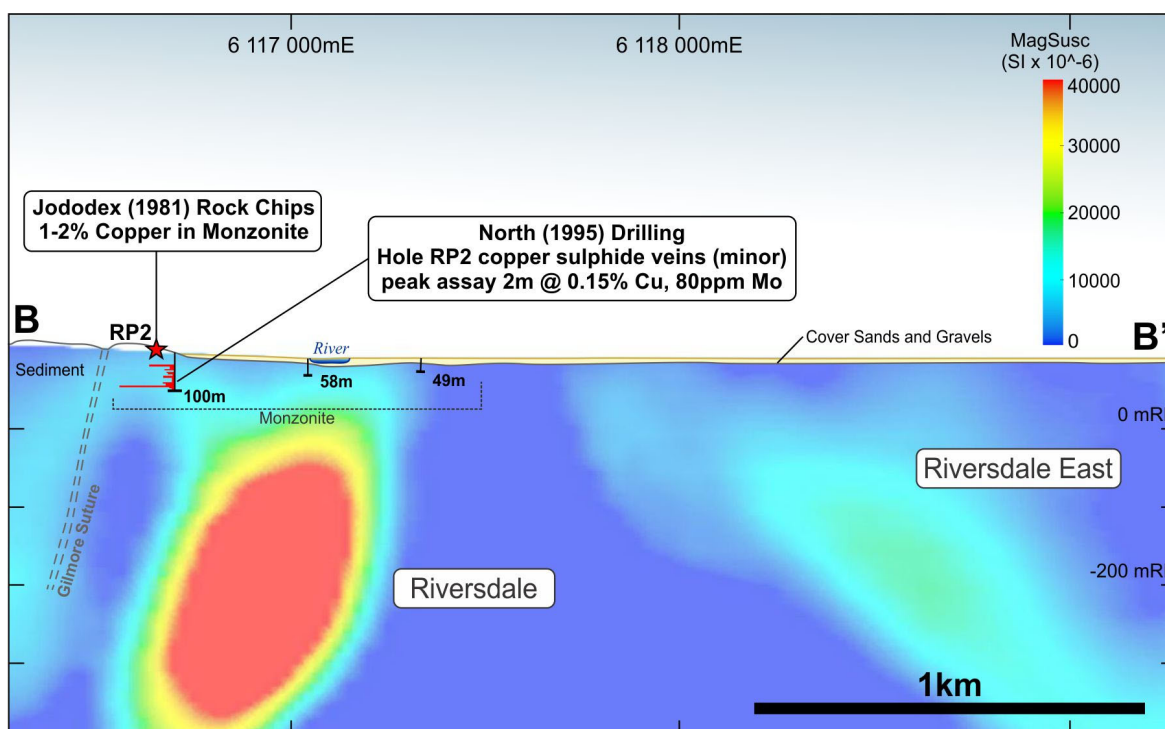 6 117 000mE
6 118 000mE
MagSusc
(SI x 10^-6)
40000
30000
20000
10000
0
Jododex (1981) Rock Chips
1-2% Copper in Monzonite
North (1995) Drilling
Hole RP2 copper sulphide veins (minor)
peak assay 2m @ 0.15% Cu, 80ppm Mo
B
RP2
River
Cover Sands and Gravels
B'
Sediment
58m
49m
100m
Monzonite
0 mR
Riversdale East
Gilmore Suture
Riversdale
-200 mR
1km